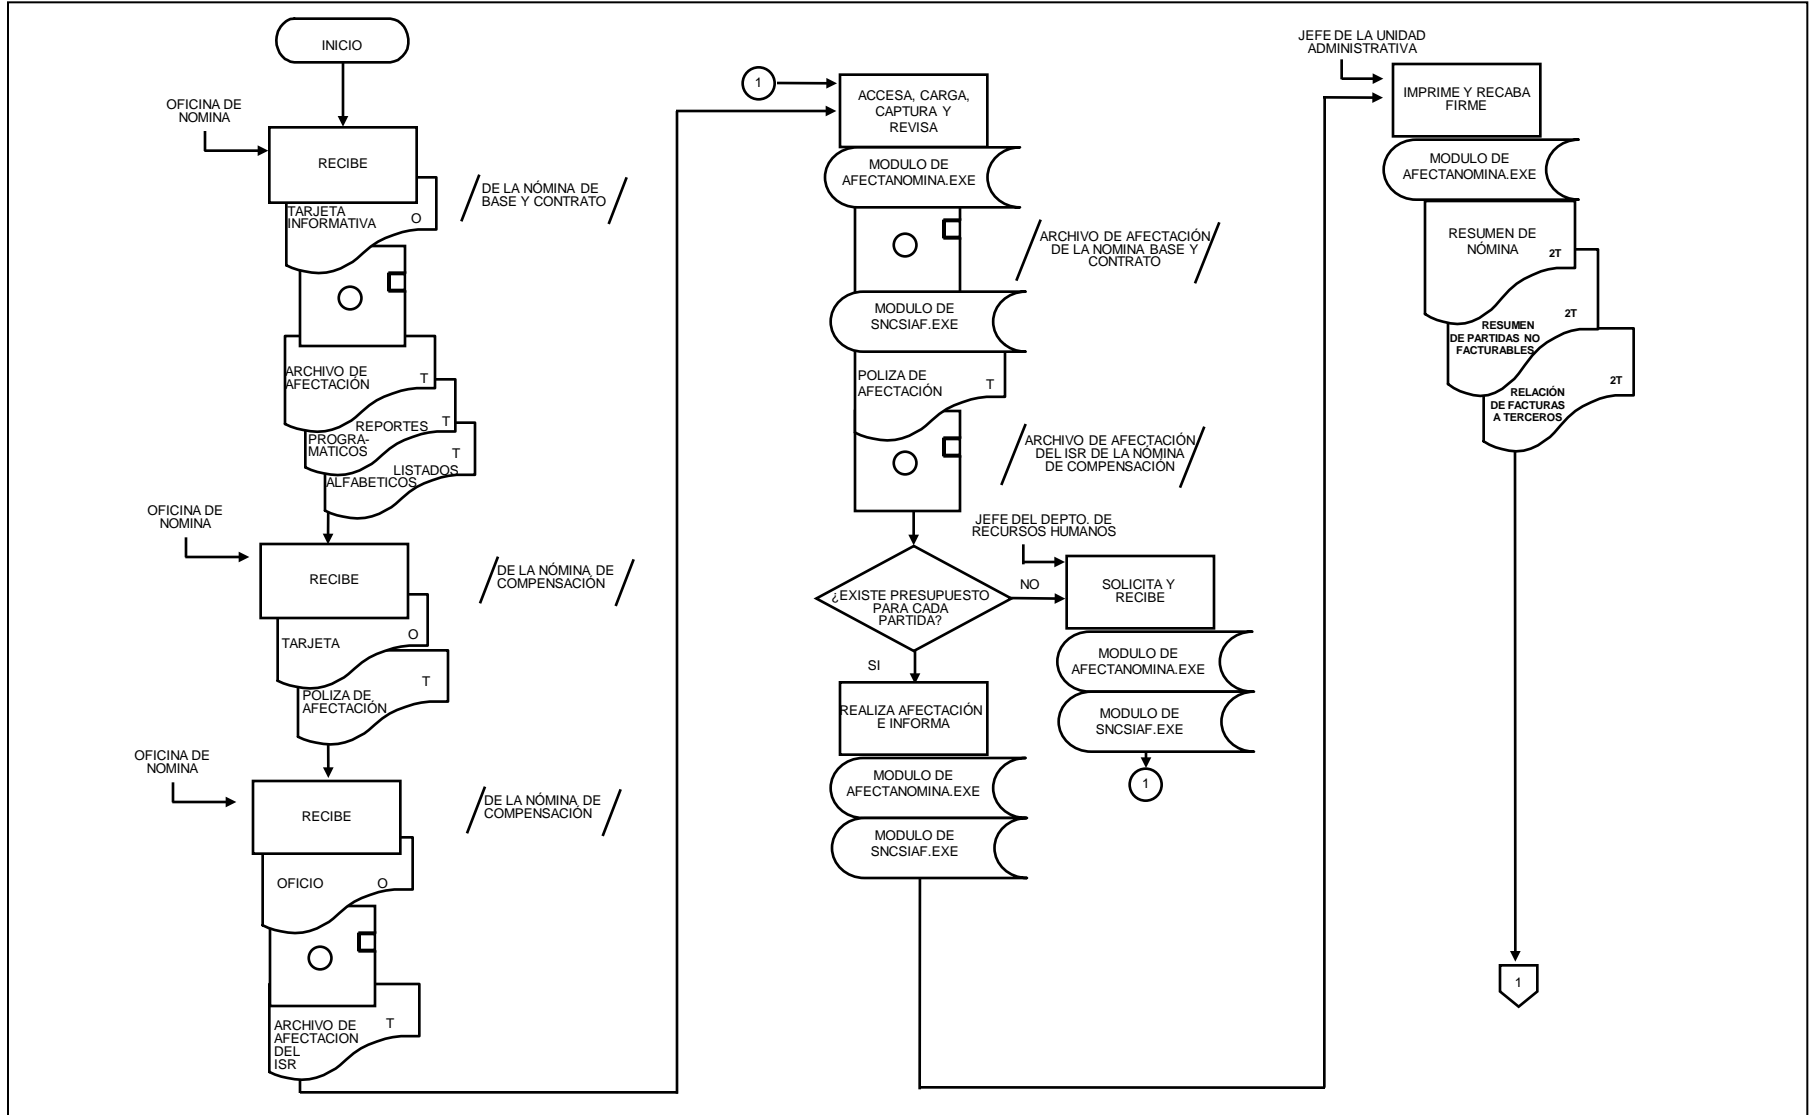 INICIO
OFICINA DE
NOMINA
RECIBE
DE LA NÓMINA DE
BASE Y CONTRATO
TARJETA
INFORMATIVA
O
ARCHIVO DE
AFECTACIÓN
T
REPORTES
T
PROGRA-
MATICOS
T
LISTADOS
ALFABETICOS
OFICINA DE
NOMINA
RECIBE
DE LA NÓMINA DE
COMPENSACIÓN
TARJETA
O
POLIZA DE
AFECTACIÓN
T
OFICINA DE
NOMINA
RECIBE
DE LA NÓMINA DE
COMPENSACIÓN
OFICIO
O
ARCHIVO DE
AFECTACION
DEL
ISR
T
1
ACCESA, CARGA,
CAPTURA Y
REVISA
MODULO DE
AFECTANOMINA.EXE
ARCHIVO DE AFECTACIÓN
DE LA NOMINA BASE Y
CONTRATO
MODULO DE
SNCSIAF.EXE
POLIZA DE
AFECTACIÓN
T
ARCHIVO DE AFECTACIÓN
DEL ISR DE LA NÓMINA
DE COMPENSACIÓN
JEFE DEL DEPTO. DE
RECURSOS HUMANOS
¿EXISTE PRESUPUESTO
PARA CADA
PARTIDA?
NO
SOLICITA Y
RECIBE
MODULO DE
AFECTANOMINA.EXE
MODULO DE
SNCSIAF.EXE
1
SI
REALIZA AFECTACIÓN
E INFORMA
MODULO DE
AFECTANOMINA.EXE
MODULO DE
SNCSIAF.EXE
JEFE DE LA UNIDAD
ADMINISTRATIVA
IMPRIME Y RECABA
FIRME
MODULO DE
AFECTANOMINA.EXE
RESUMEN DE
NÓMINA
2T
2T
RESUMEN
DE PARTIDAS NO
FACTURABLES
2T
RELACIÓN
DE FACTURAS
A TERCEROS
1